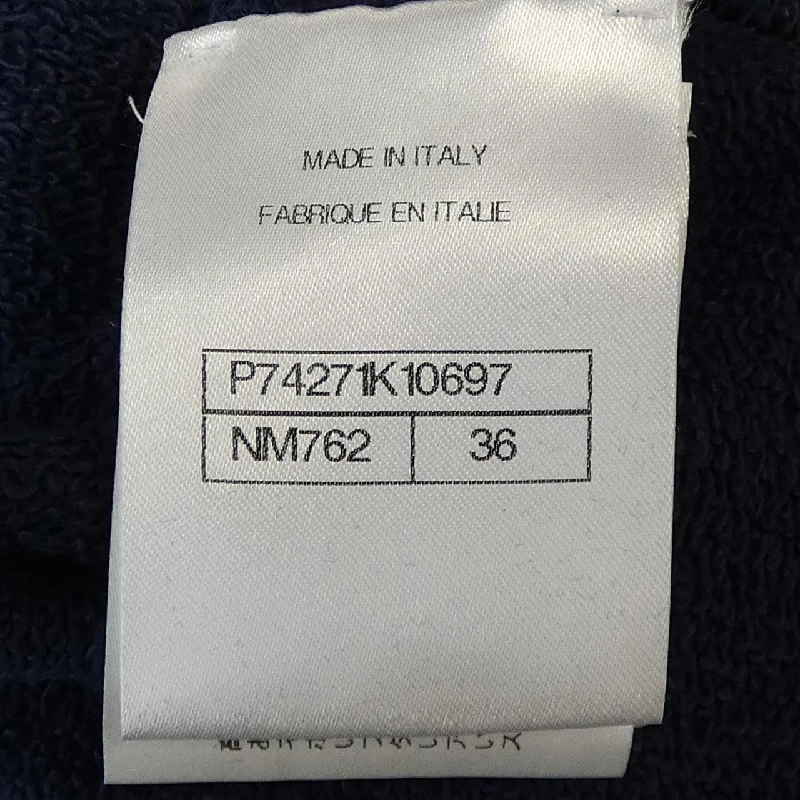 MADE IN ITALY
FABRIQUE EN ITALIE
P74271K10697
NM762 36